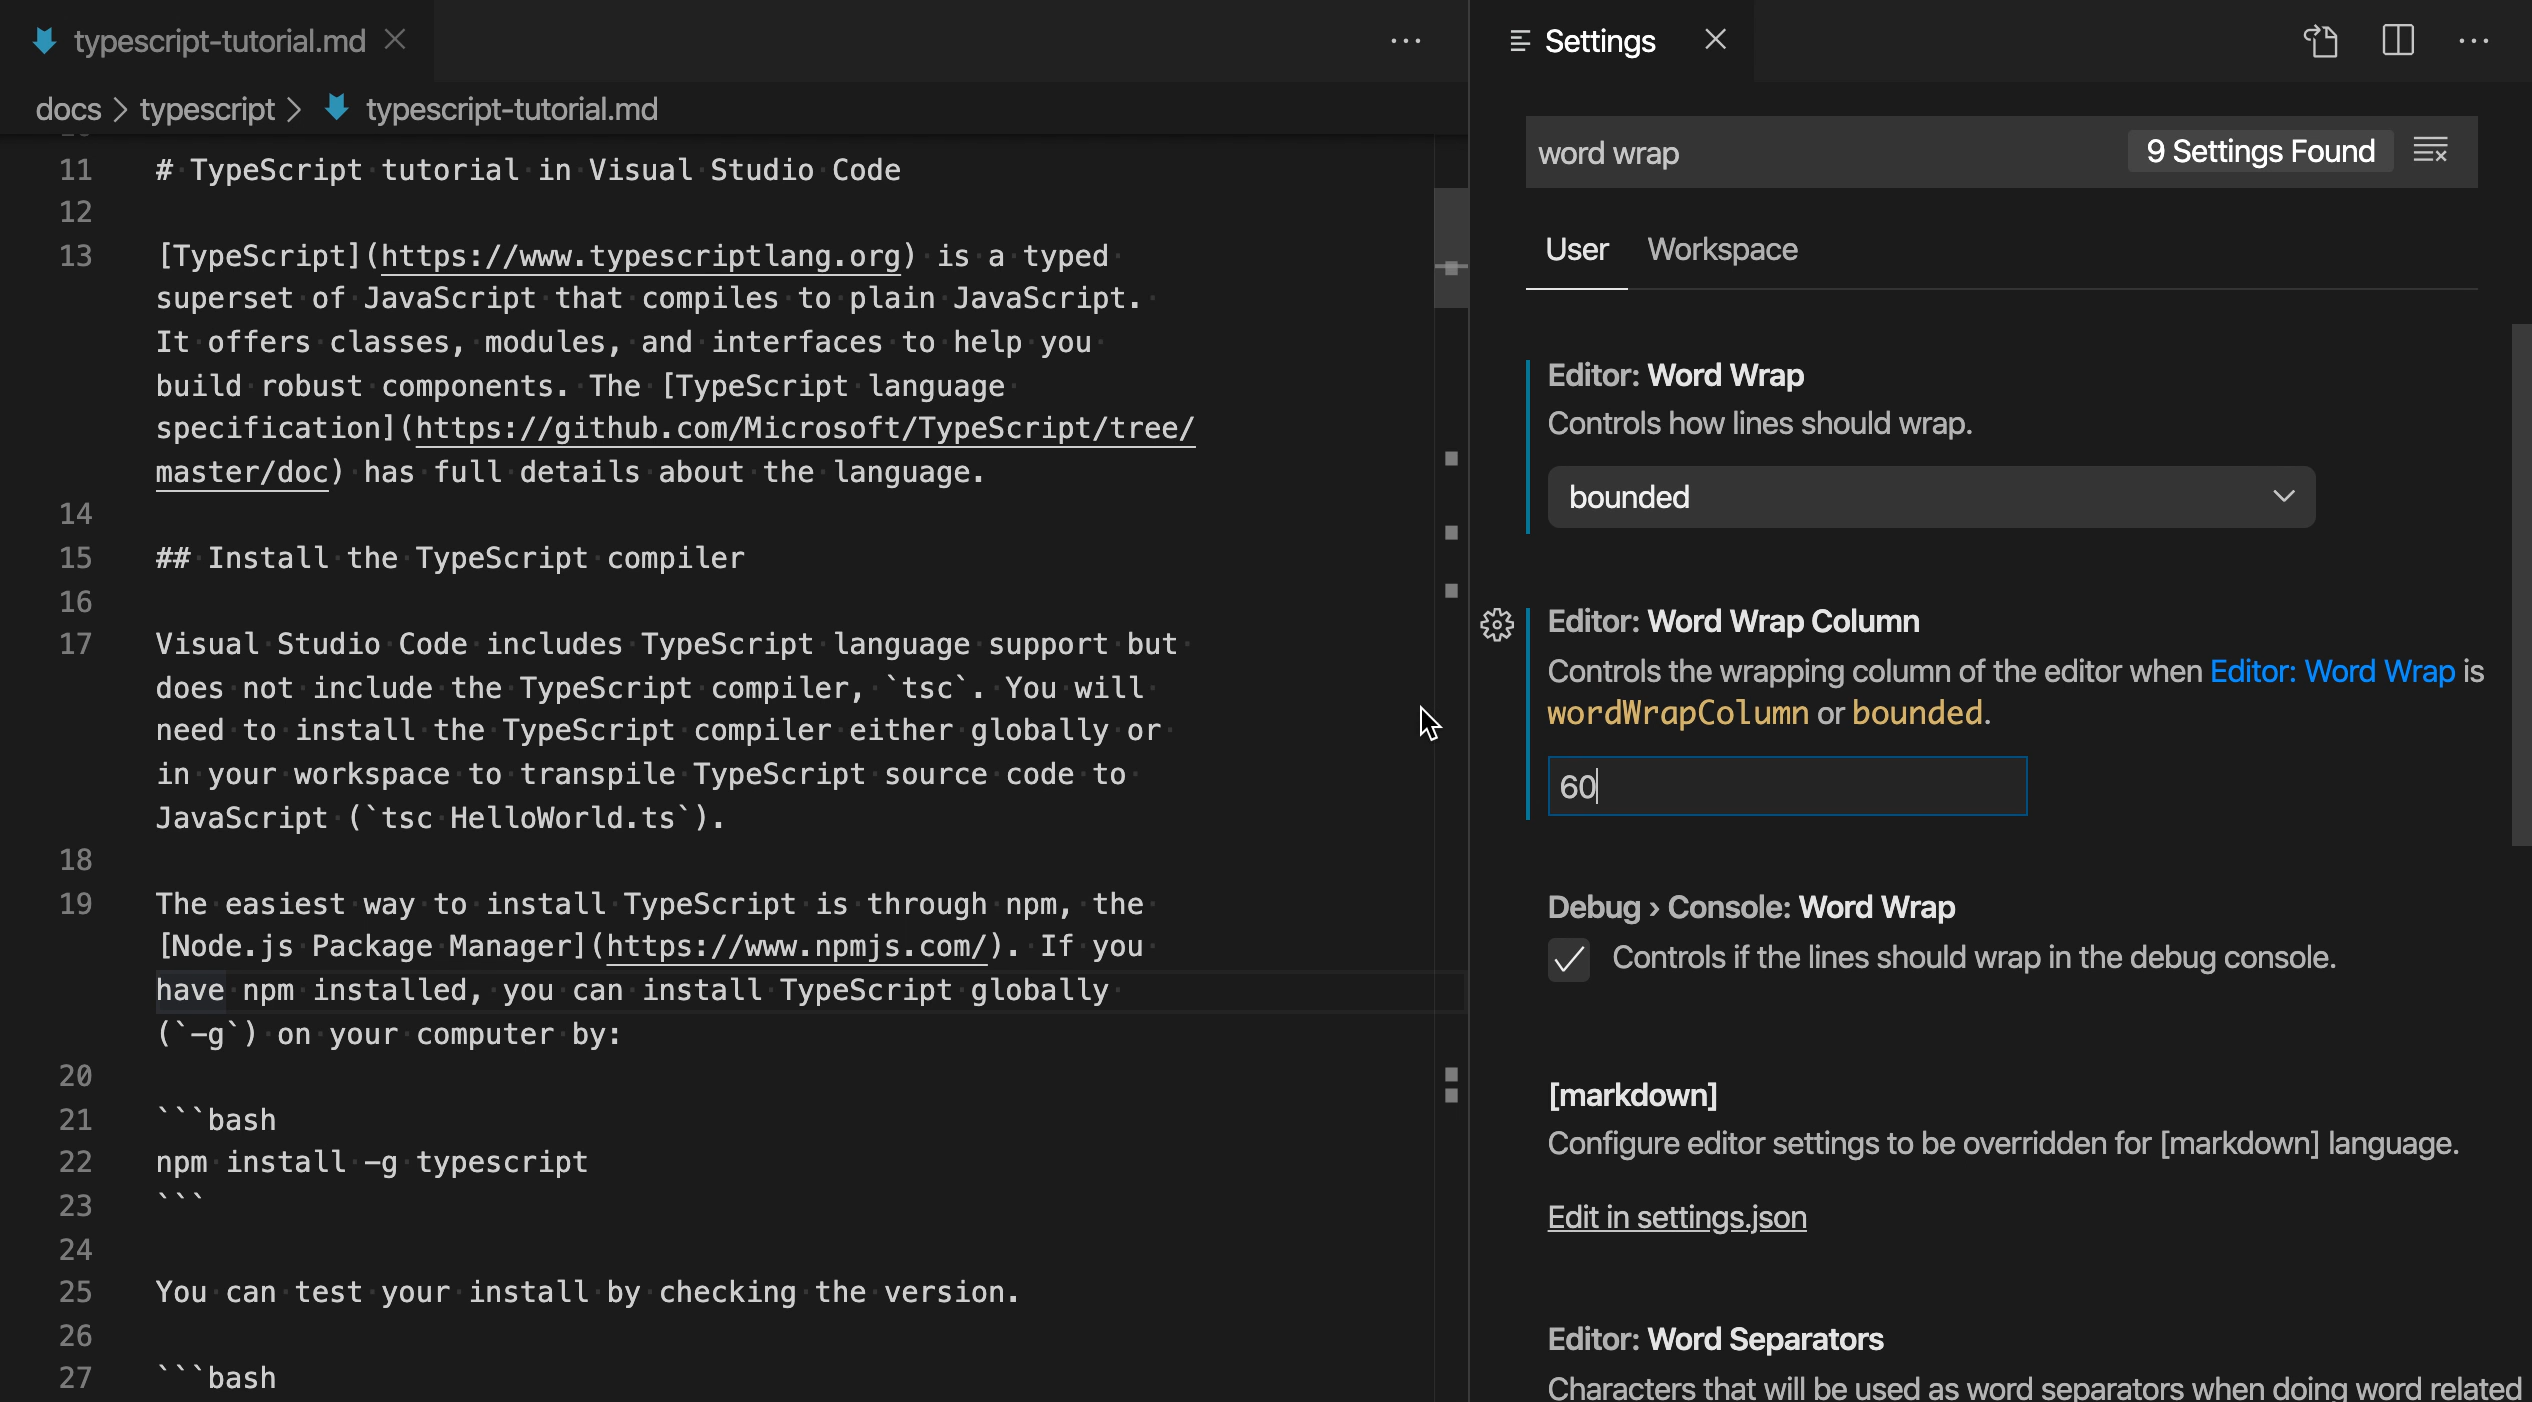 typescript-tutorial.md
docs > typescript > typescript-tutorial.md
11 # TypeScript tutorial in Visual Studio Code
12
13 [TypeScript](https://www.typescriptlang.org) is a typed
superset of JavaScript that compiles to plain JavaScript.
It offers classes, modules, and interfaces to help you
build robust components. The [TypeScript language
specification](https://github.com/Microsoft/TypeScript/tree/
master/doc) has full details about the language.
14
15 ## Install the TypeScript compiler
16
17 Visual Studio Code includes TypeScript language support but
does not include the TypeScript compiler, `tsc`. You will
need to install the TypeScript compiler either globally or
in your workspace to transpile TypeScript source code to
JavaScript (`tsc HelloWorld.ts`).
18
19 The easiest way to install TypeScript is through npm, the
[Node.js Package Manager](https://www.npmjs.com/). If you
have npm installed, you can install TypeScript globally
(`-g`) on your computer by:
20
21 ```bash
22 npm install -g typescript
23 ```
24
25 You can test your install by checking the version.
26
27 ```bash
Settings
word wrap
9 Settings Found
User Workspace
Editor: Word Wrap
Controls how lines should wrap.
bounded
Editor: Word Wrap Column
Controls the wrapping column of the editor when Editor: Word Wrap is
wordWrapColumn or bounded.
60
Debug › Console: Word Wrap
Controls if the lines should wrap in the debug console.
[markdown]
Configure editor settings to be overridden for [markdown] language.
Edit in settings.json
Editor: Word Separators
Characters that will be used as word separators when doing word related